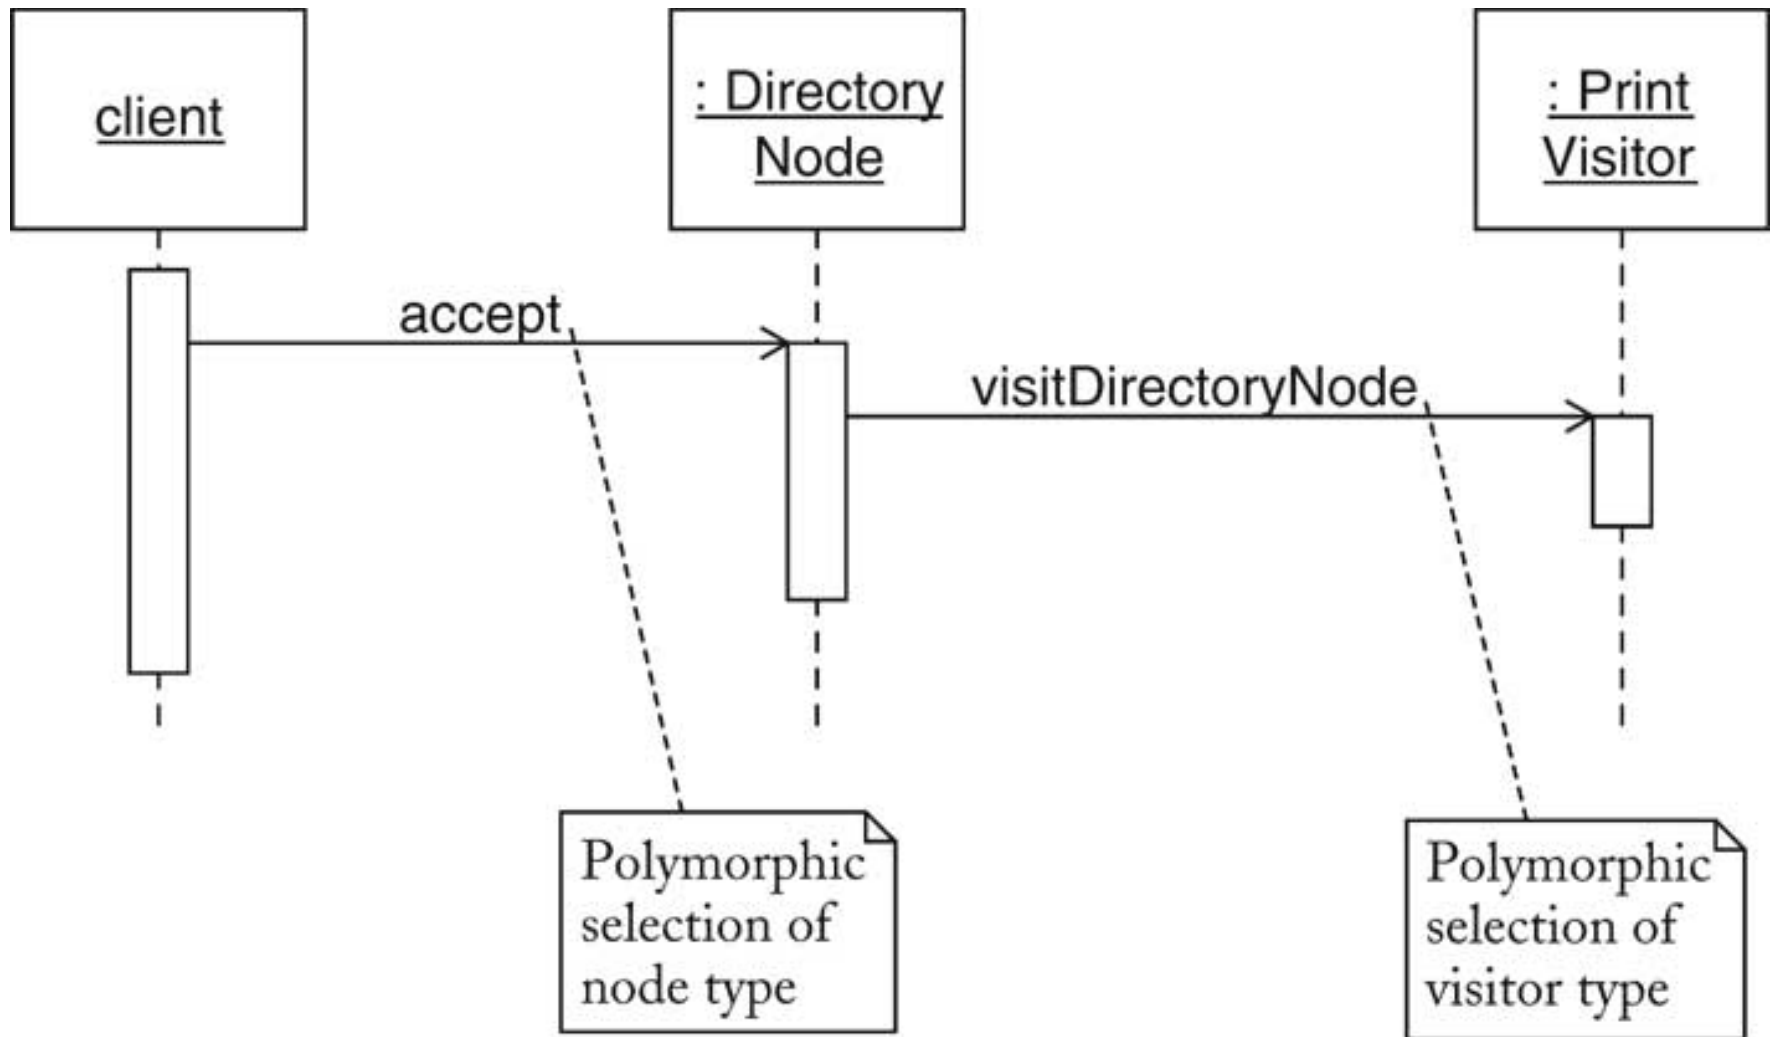 client
: Directory
Node
: Print
Visitor
accept
visitDirectoryNode
Polymorphic
selection of
node type
Polymorphic
selection of
visitor type